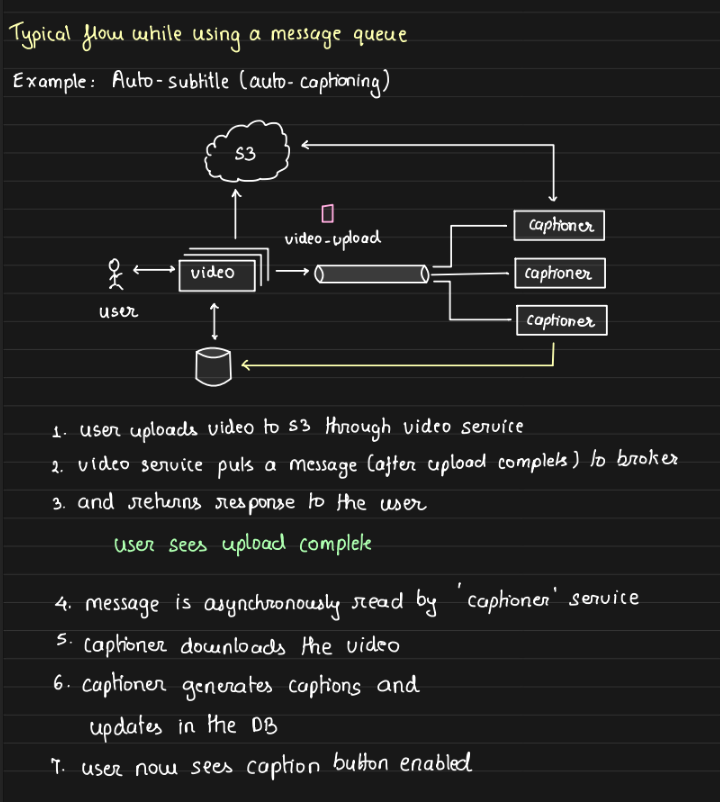 Typical flow while using a message queue
Example: Auto-subtitle (auto-captioning)
S3
video-upload
captioner
video
captioner
user
captioner
1. user uploads video to S3 through video service
2. video service puts a message (after upload completes) to broker
3. and returns response to the user
user sees upload complete
4. message is asynchronously read by 'captioner' service
5. captioner downloads the video
6. captioner generates captions and
updates in the DB
7. user now sees caption button enabled